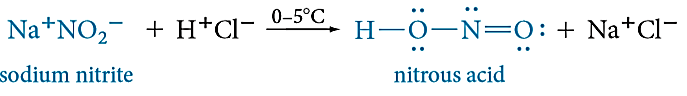 Na⁺NO₂⁻ + H⁺Cl⁻ 0–5°C → H—Ö—N̈=Ö: + Na⁺Cl⁻
sodium nitrite nitrous acid